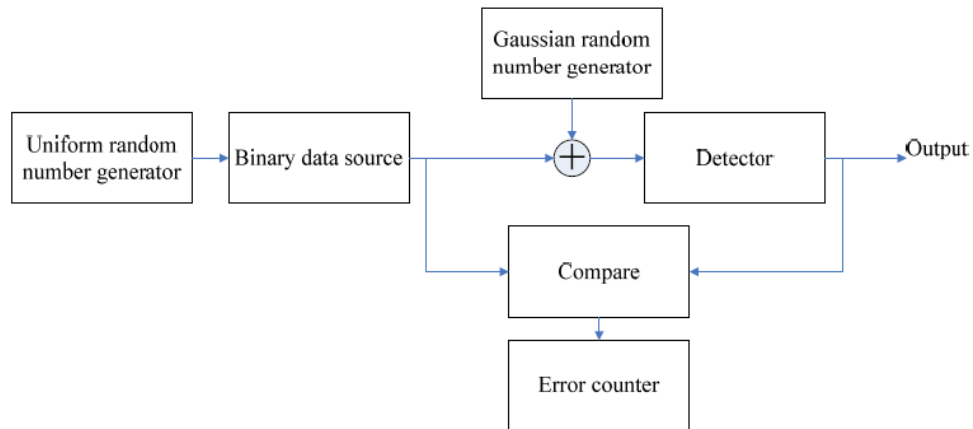 Gaussian random
number generator
Uniform random
number generator
Binary data source
Detector
Output
Compare
Error counter